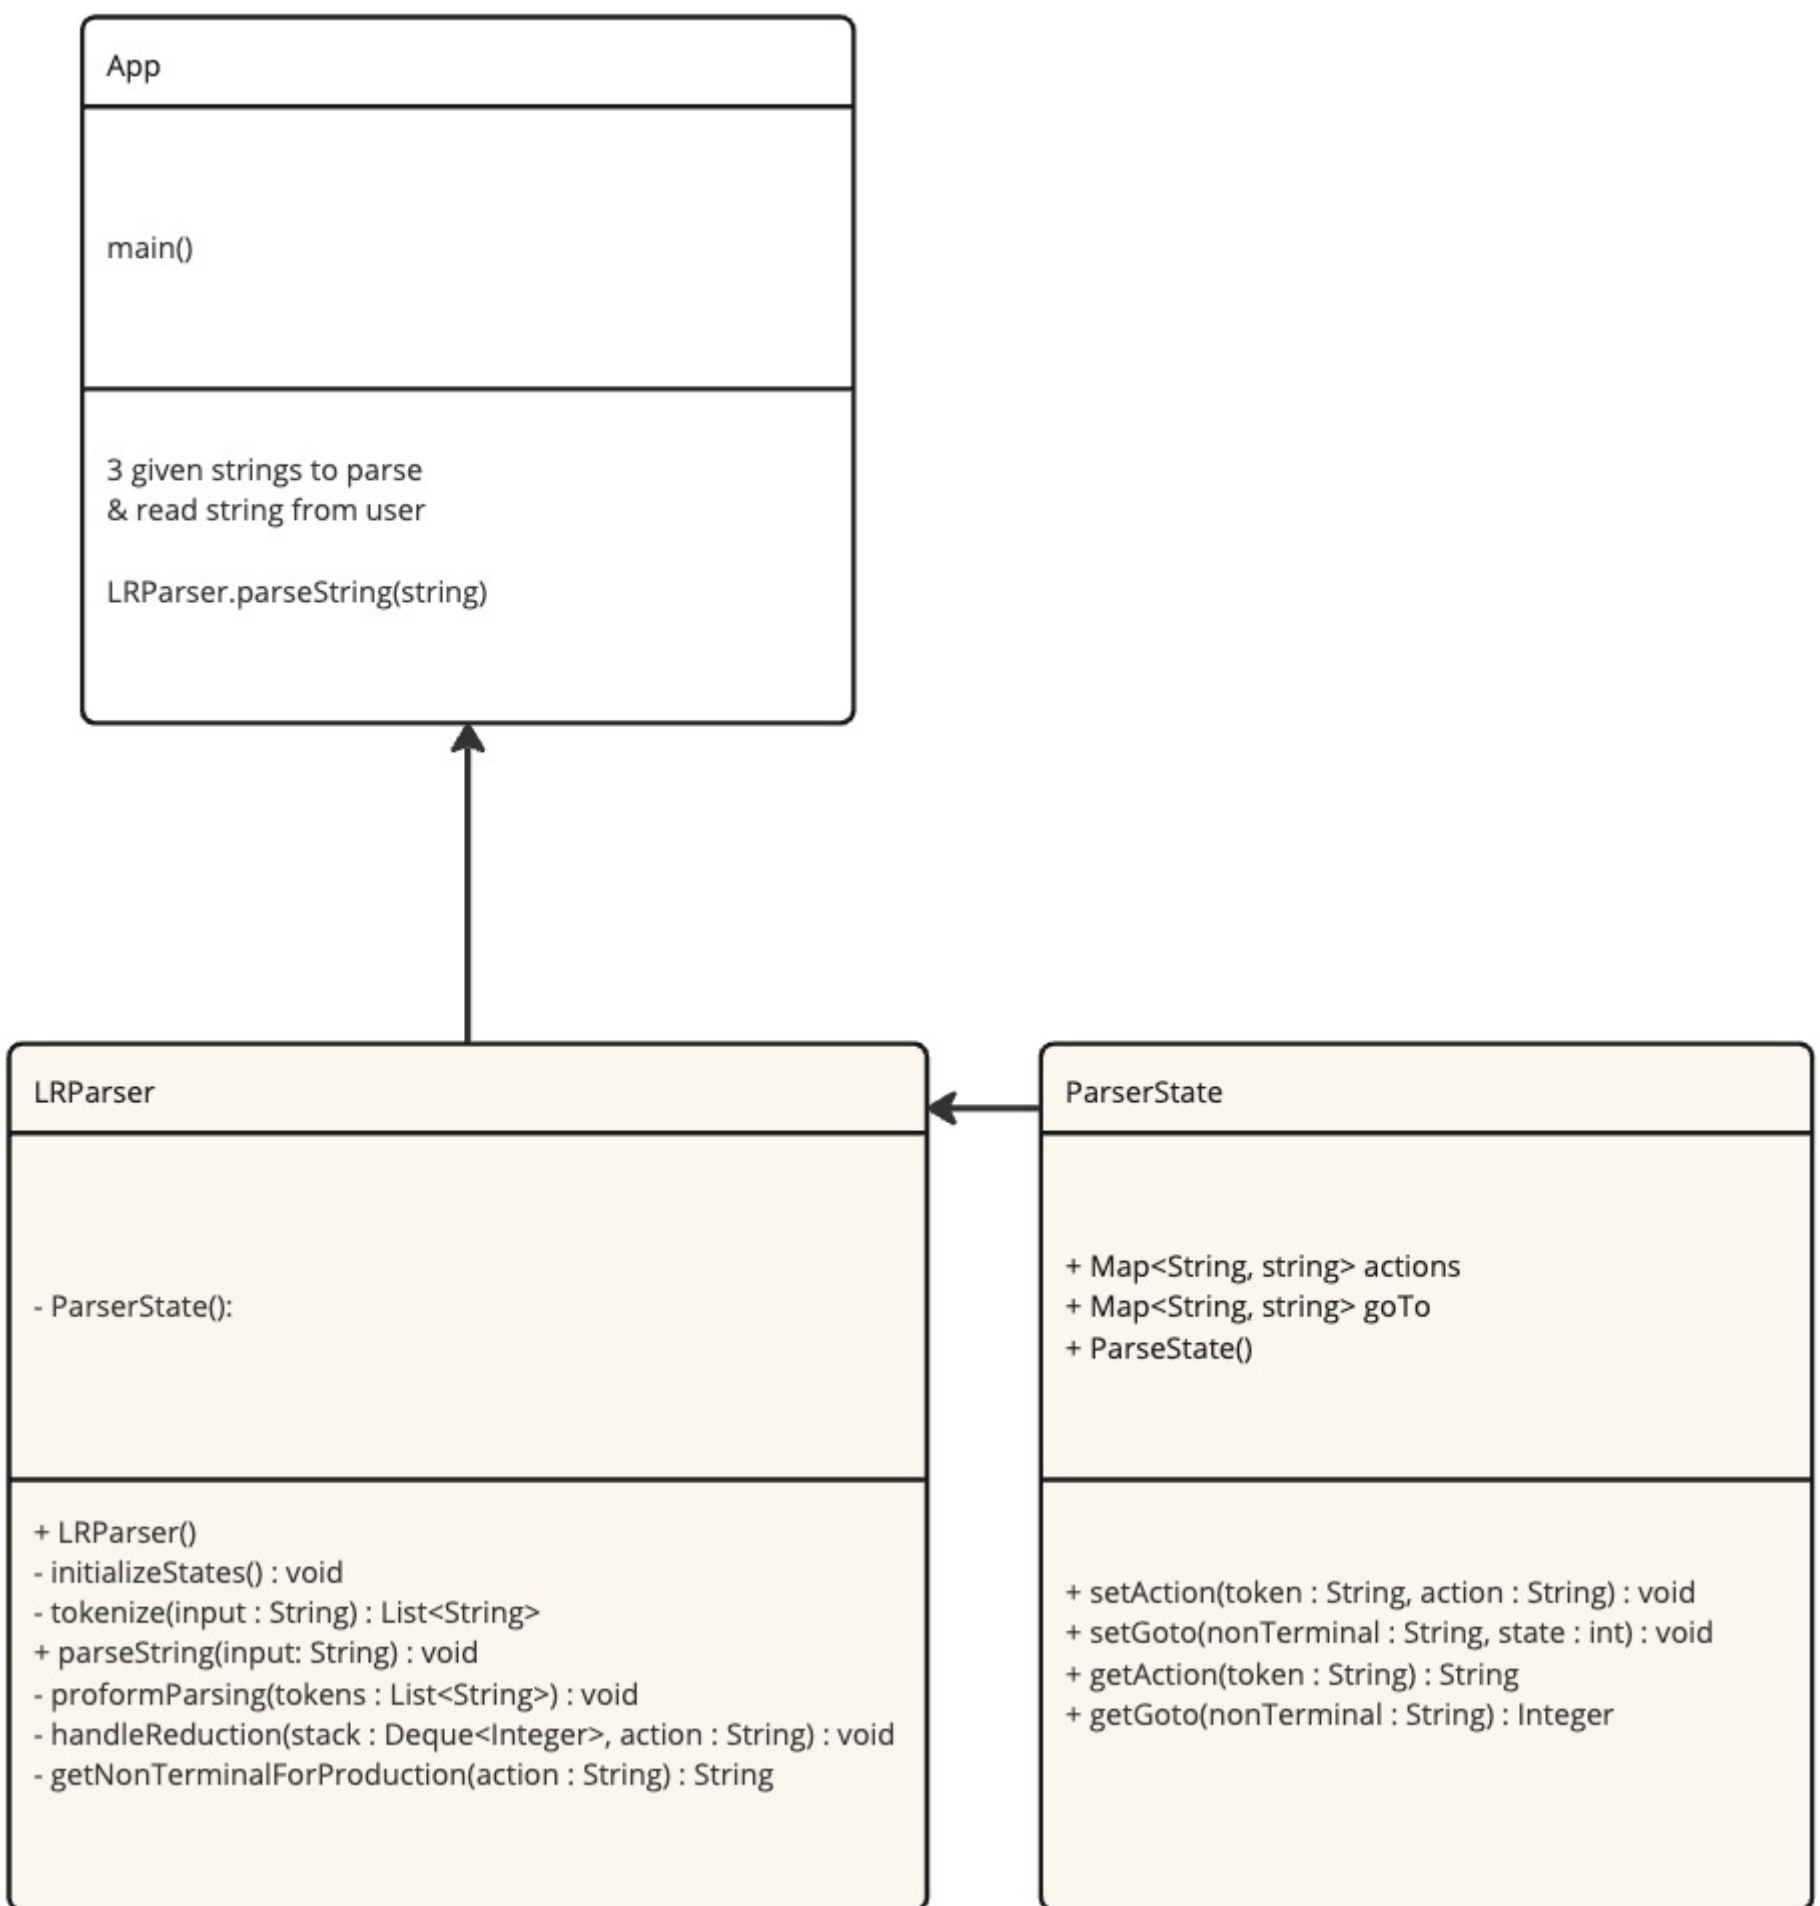 App
main()
3 given strings to parse
& read string from user
LRParser.parseString(string)
LRParser
- ParserState():
+ LRParser()
- initializeStates() : void
- tokenize(input : String) : List<String>
+ parseString(input: String) : void
- proformParsing(tokens : List<String>) : void
- handleReduction(stack : Deque<Integer>, action : String) : void
- getNonTerminalForProduction(action : String) : String
ParserState
+ Map<String, string> actions
+ Map<String, string> goTo
+ ParseState()
+ setAction(token : String, action : String) : void
+ setGoto(nonTerminal : String, state : int) : void
+ getAction(token : String) : String
+ getGoto(nonTerminal : String) : Integer